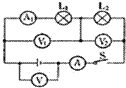 A₁ L₁ L₂
V₁ V₂
A S
V